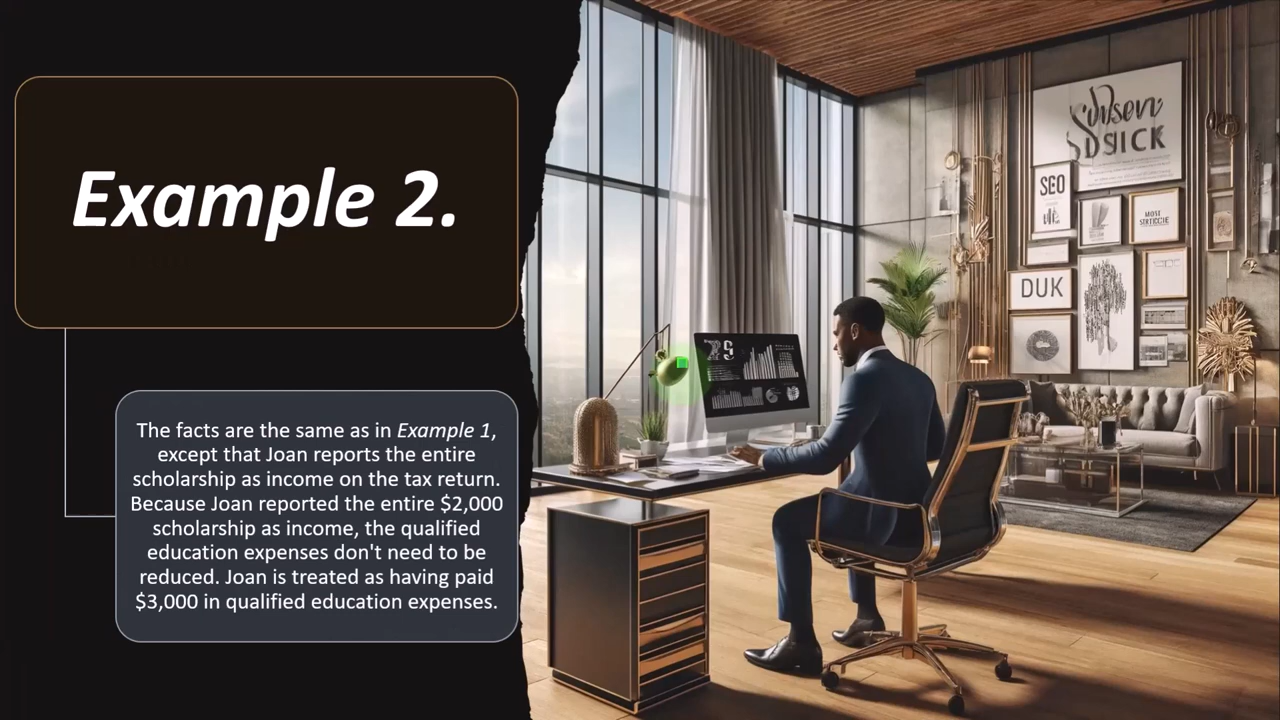 Example 2.
The facts are the same as in Example 1,
except that Joan reports the entire
scholarship as income on the tax return.
Because Joan reported the entire $2,000
scholarship as income, the qualified
education expenses don't need to be
reduced. Joan is treated as having paid
$3,000 in qualified education expenses.
SEO
DUK